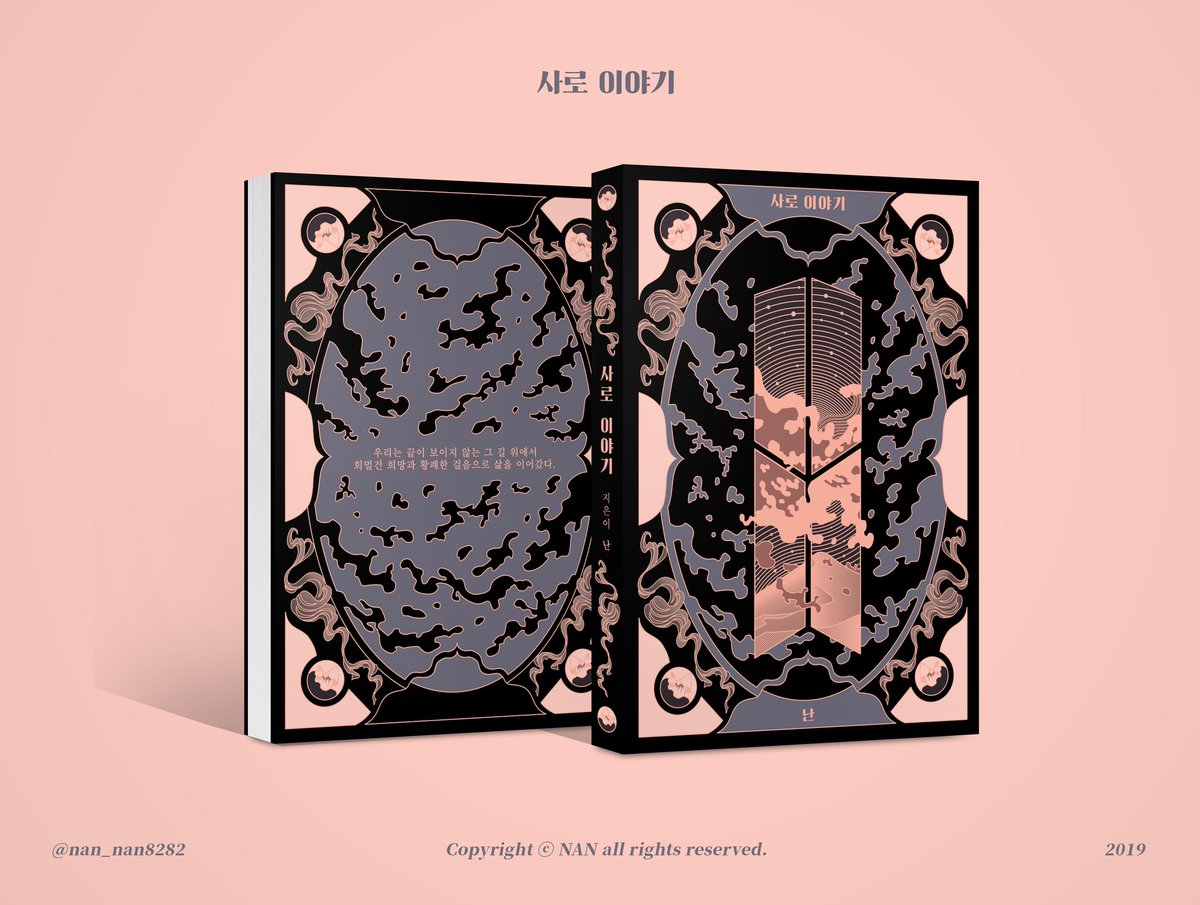 사로 이야기
우리는 끝이 보이지 않는 그 길 위에서
희멀건 희망과 황폐한 걸음으로 삶을 이어갔다.
사로 이야기
지은이 난
사로 이야기
난
@nan_nan8282
Copyright ⓒ NAN all rights reserved.
2019